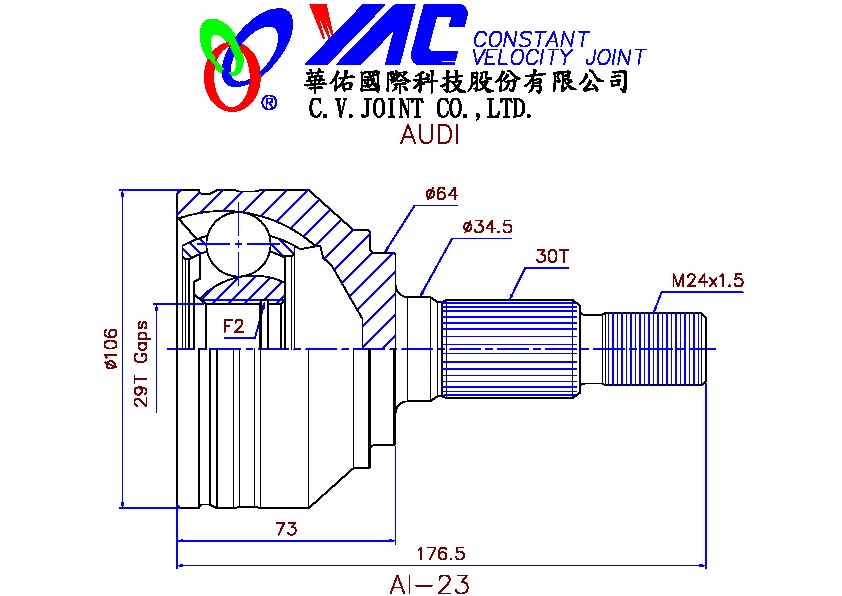 YAC CONSTANT
VELOCITY JOINT
®
華佑國際科技股份有限公司
C.V.JOINT CO.,LTD.
AUDI
ø64
ø34.5
30T
M24x1.5
F2
ø106
29T Gaps
73
176.5
AI-23